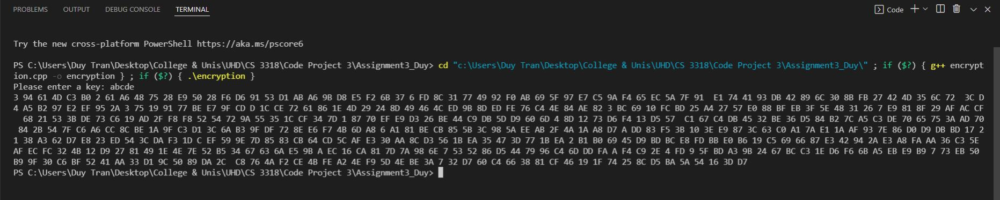 PROBLEMS OUTPUT DEBUG CONSOLE TERMINAL Code
Try the new cross-platform PowerShell https://aka.ms/pscore6
PS C:\Users\Duy Tran\Desktop\College & Unis\UHD\CS 3318\Code Project 3\Assignment3_Duy> cd "c:\Users\Duy Tran\Desktop\College & Unis\UHD\CS 3318\Code Project 3\Assignment3_Duy\" ; if ($?) { g++ encrypt
ion.cpp -o encryption } ; if ($?) { .\encryption }
Please enter a key: abcde
3 94 61 4D C3 B0 2 61 A6 48 75 28 E9 50 28 F6 D6 91 53 D1 AB A6 9B D8 E5 F2 6B 37 6 FD 8C 31 77 49 92 F0 AB 69 5F 97 E7 C5 9A F4 65 EC 5A 7F 91  E1 74 41 93 DB 42 89 6C 30 8B FB 27 42 4D 35 6C 72  3C D
4 A5 B2 97 E2 EF 95 2A 3 75 19 91 77 BE E7 9F CD D 1C CE 72 61 86 1E 4D 29 24 8D 49 46 4C ED 9B 8D ED FE 76 C4 4E 84 AE 82 3 BC 69 10 FC BD 25 A4 27 57 E0 88 BF EB 3F 5E 48 31 26 7 E9 81 8F 29 AF AC CF
68 21 53 3B DE 73 C6 19 AD 2F F8 F8 52 54 72 9A 55 35 1C CF 34 7D 1 87 70 EF E9 D3 26 BE 44 C9 DB 5D D9 60 6D 4 8D 12 73 D6 F4 13 D5 57  C1 67 C4 DB 45 32 BE 36 D5 84 B2 7C A5 C3 DE 70 65 75 3A AD 70
84 2B 54 7F C6 A6 CC 8C BE 1A 9F C3 D1 3C 6A B3 9F DF 72 8E E6 F7 4B 6D A8 6 A1 81 BE CB 85 5B 3C 98 5A EE AB 2F 4A 1A A8 D7 A DD 83 F5 3B 10 3E E9 87 3C 63 C0 A1 7A E1 1A AF 93 7E 86 D0 D9 DB BD 17 2
1 38 A3 62 D7 E8 23 ED 54 3C DA F3 1D C EF 59 9E 7D 85 83 CB 64 CD 5C AF E3 30 AA 8C D3 56 1B EA 35 47 3D 77 1B EA 2 B1 B0 69 45 D9 BD BC E8 FD BB E0 B6 19 C5 69 66 87 E3 42 94 2A E3 A8 FA AA 36 C3 5E
AF EC FC 32 4B 12 D9 27 81 49 1E 4E 7E 52 B5 34 67 63 6A E5 9B A EC 16 CA 81 7D 7A 98 6E 7 53 52 86 D5 44 79 96 C4 6D DD FA A F4 C9 2E 4 FD 9 5F BD A3 9B 24 67 BC C3 1E D6 F6 6B A5 EB E9 B9 7 73 EB 50
B9 9F 30 C6 BF 52 41 AA 33 D1 9C 50 89 DA 2C  C8 76 4A F2 CE 4B FE A2 4E F9 5D 4E BE 3A 7 32 D7 60 C4 66 38 81 CF 46 19 1F 74 25 8C D5 BA 5A 54 16 3D D7
PS C:\Users\Duy Tran\Desktop\College & Unis\UHD\CS 3318\Code Project 3\Assignment3_Duy>